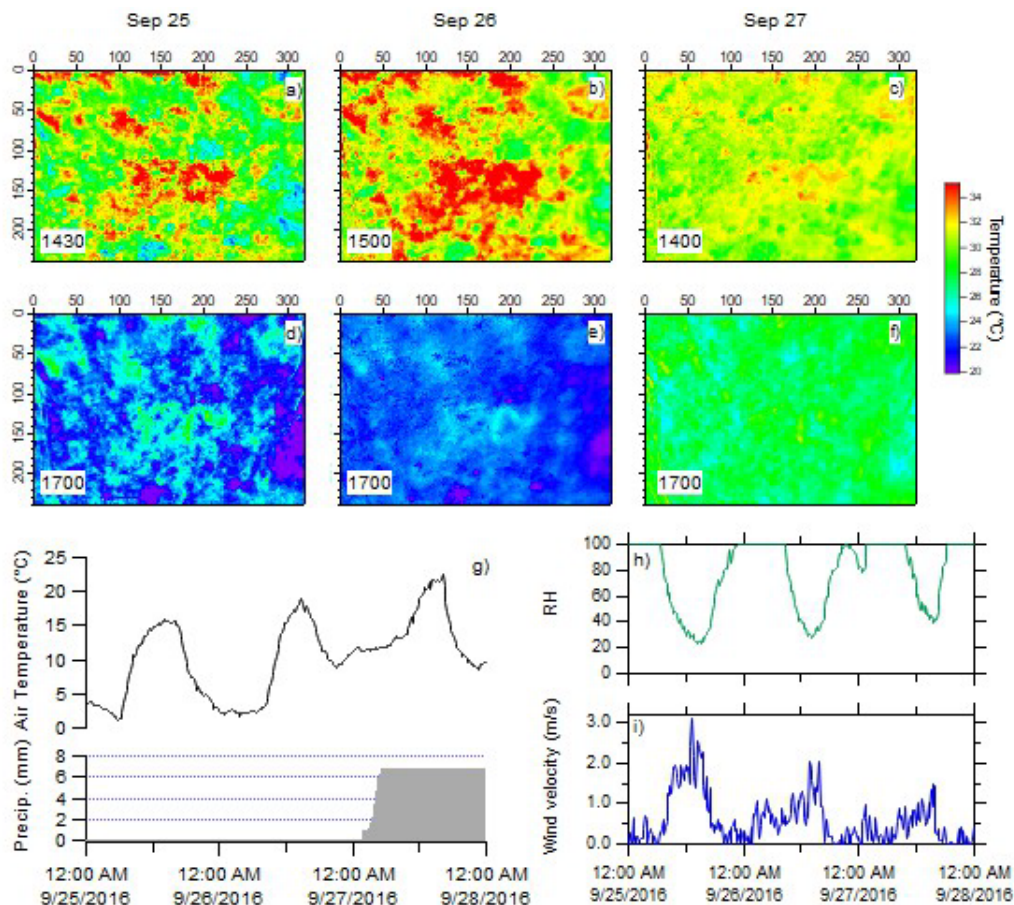 Sep 25 Sep 26 Sep 27
0 50 100 150 200 250 300 0 50 100 150 200 250 300 0 50 100 150 200 250 300
0
50
100
150
200
a) b) c)
1430 1500 1400
34
32
30
28
26
24
22
20
Temperature (°C)
0 50 100 150 200 250 300 0 50 100 150 200 250 300 0 50 100 150 200 250 300
0
50
100
150
200
d) e) f)
1700 1700 1700
25
20
15
10
5
0
Air Temperature (°C)
g)
8
6
4
2
0
Precip. (mm)
12:00 AM 12:00 AM 12:00 AM 12:00 AM
9/25/2016 9/26/2016 9/27/2016 9/28/2016
100
80
60
40
20
0
RH
h)
3.0
2.0
1.0
0.0
Wind velocity (m/s)
i)
12:00 AM 12:00 AM 12:00 AM 12:00 AM
9/25/2016 9/26/2016 9/27/2016 9/28/2016